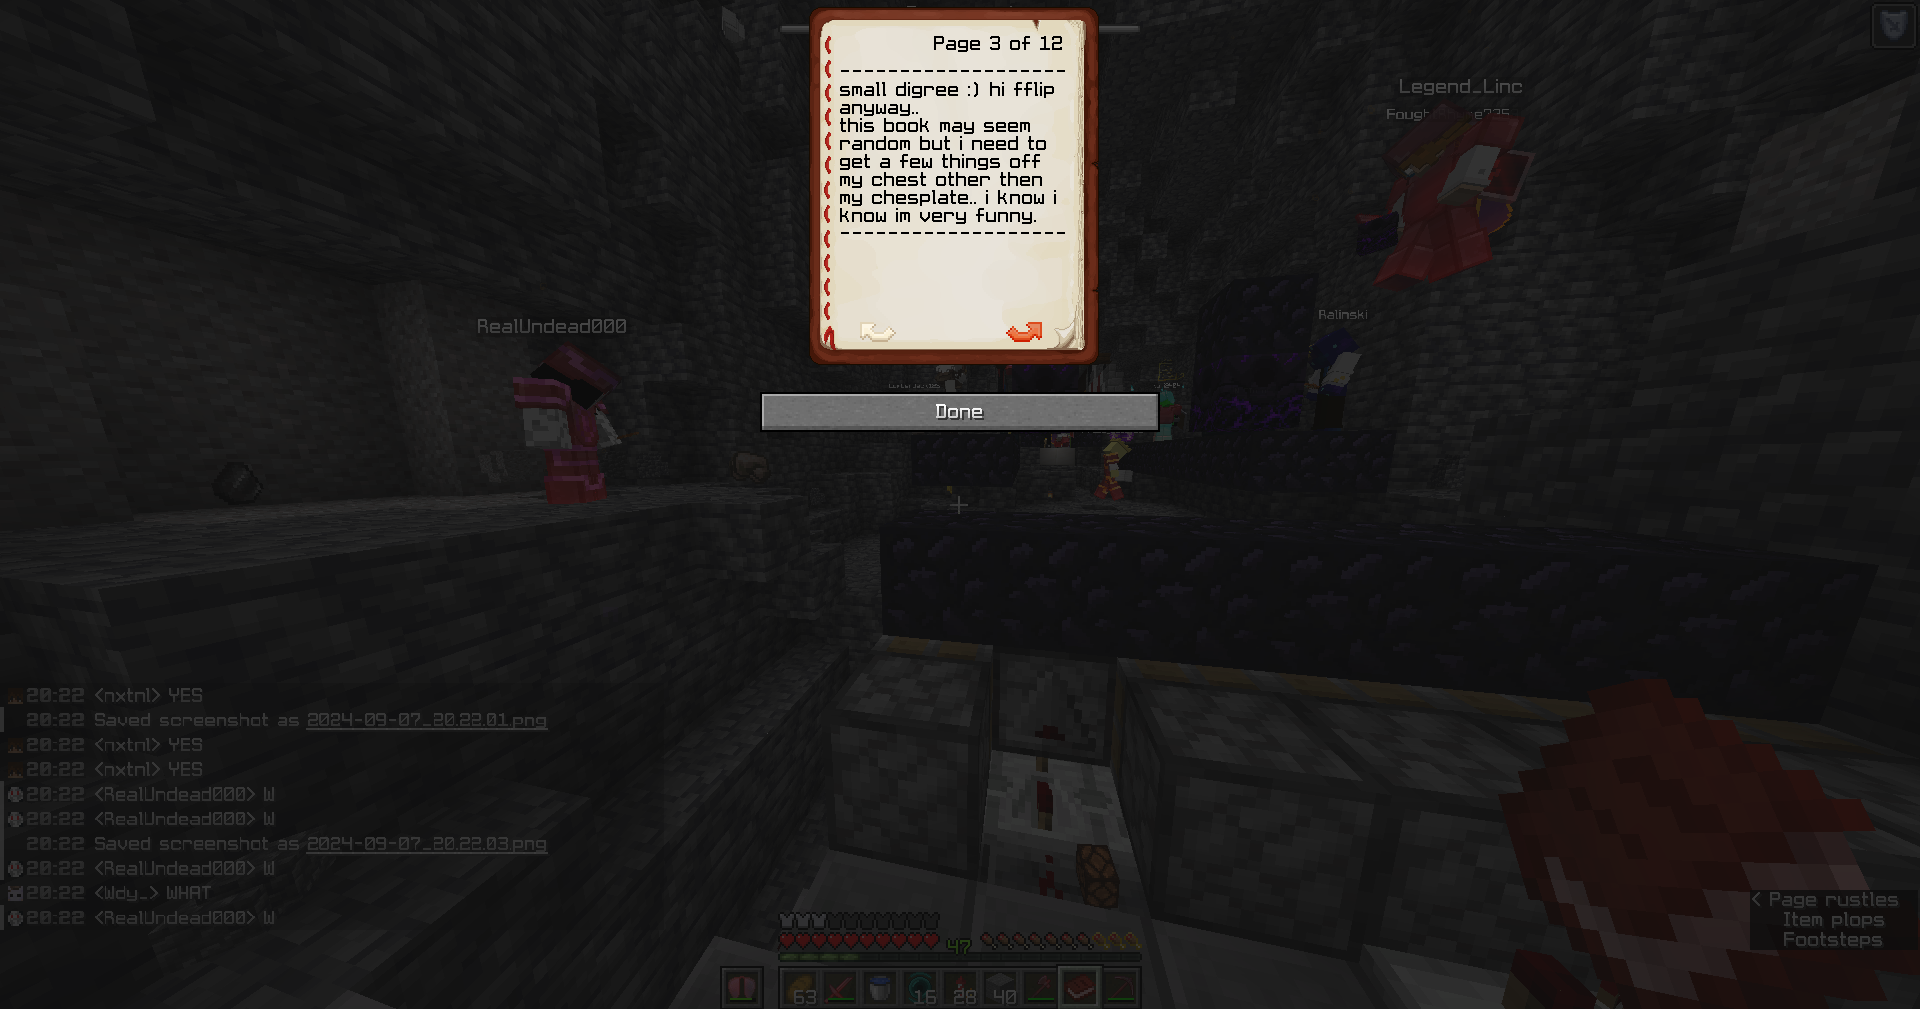 Page 3 of 12
-------------------
small digree :) hi fflip
anyway..
this book may seem
random but i need to
get a few things off
my chest other then
my chesplate.. i know i
know im very funny.
-------------------
Legend_Linc
RealUndead000
Ralinski
Done
20:22 <nxtnl> YES
20:22 Saved screenshot as 2024-09-07_20.22.01.png
20:22 <nxtnl> YES
20:22 <nxtnl> YES
20:22 <RealUndead000> W
20:22 <RealUndead000> W
20:22 Saved screenshot as 2024-09-07_20.22.03.png
20:22 <RealUndead000> W
20:22 <Wdy_> WHAT
20:22 <RealUndead000> W
< Page rustles
Item plops
Footsteps
47
63 16 28 40